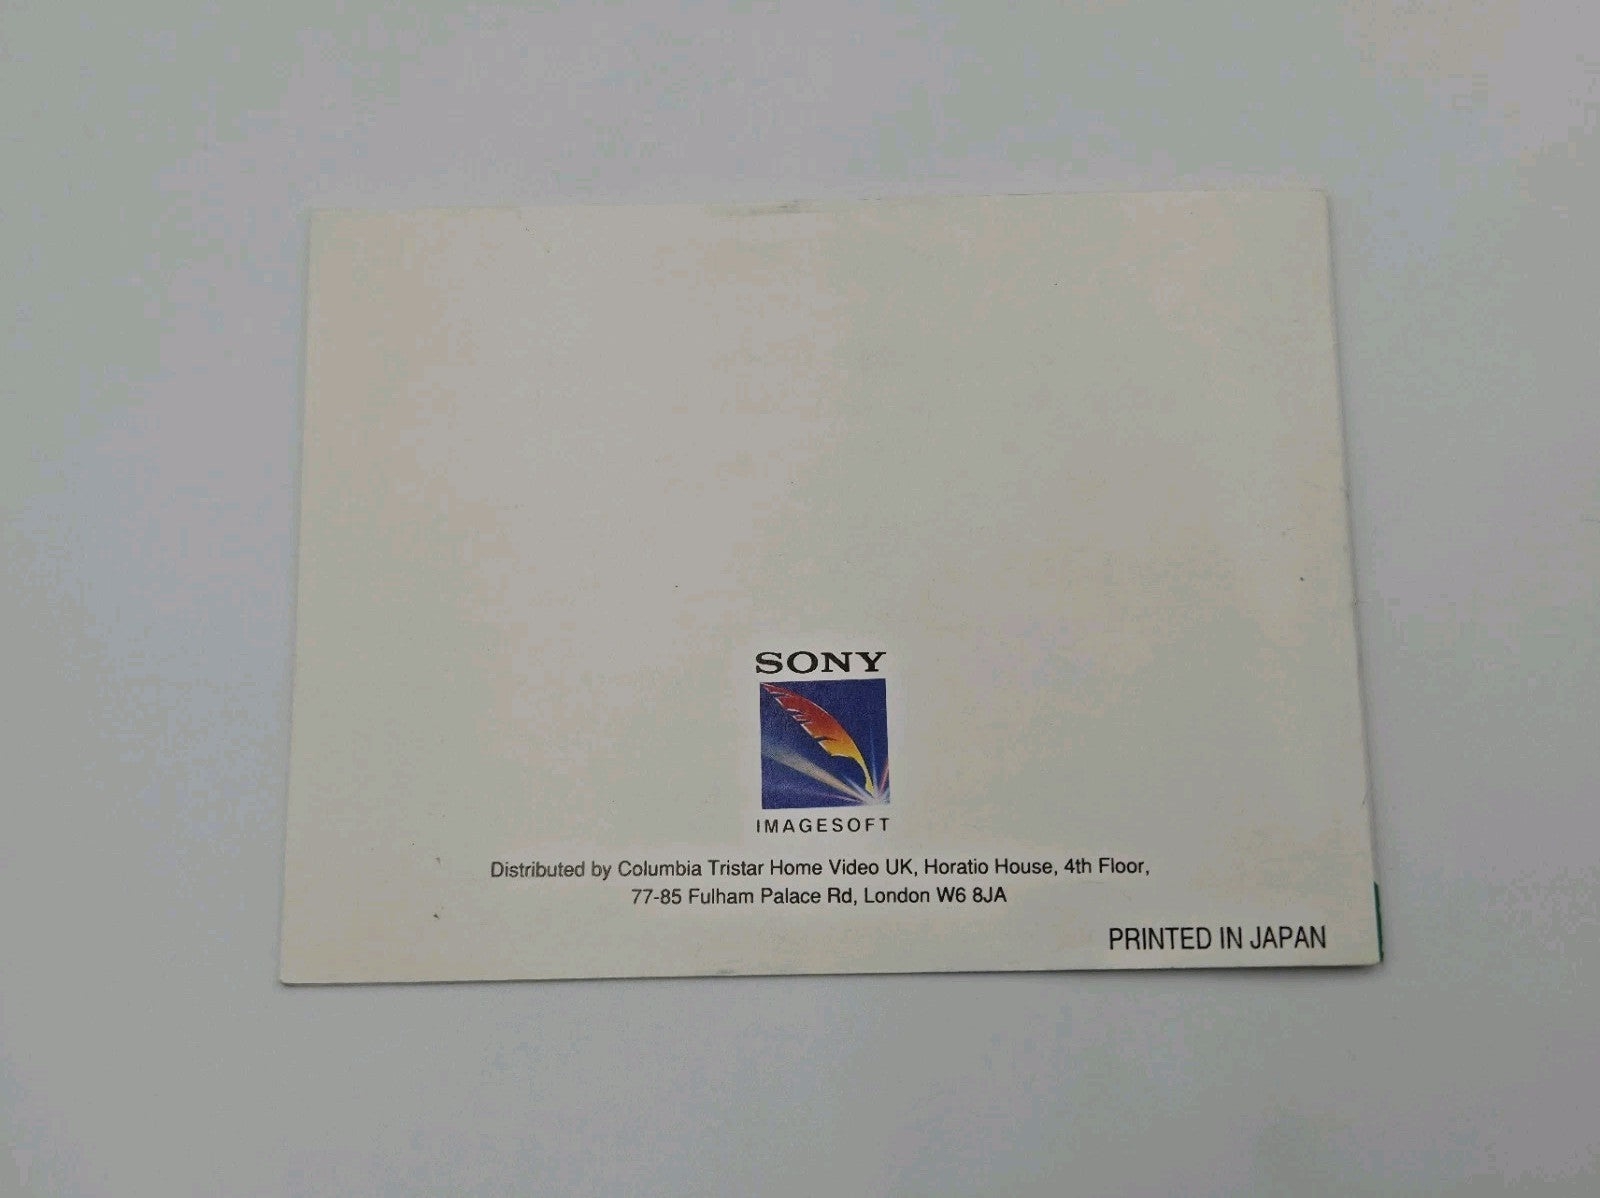 SONY
IMAGESOFT
Distributed by Columbia Tristar Home Video UK, Horatio House, 4th Floor,
77-85 Fulham Palace Rd, London W6 8JA
PRINTED IN JAPAN